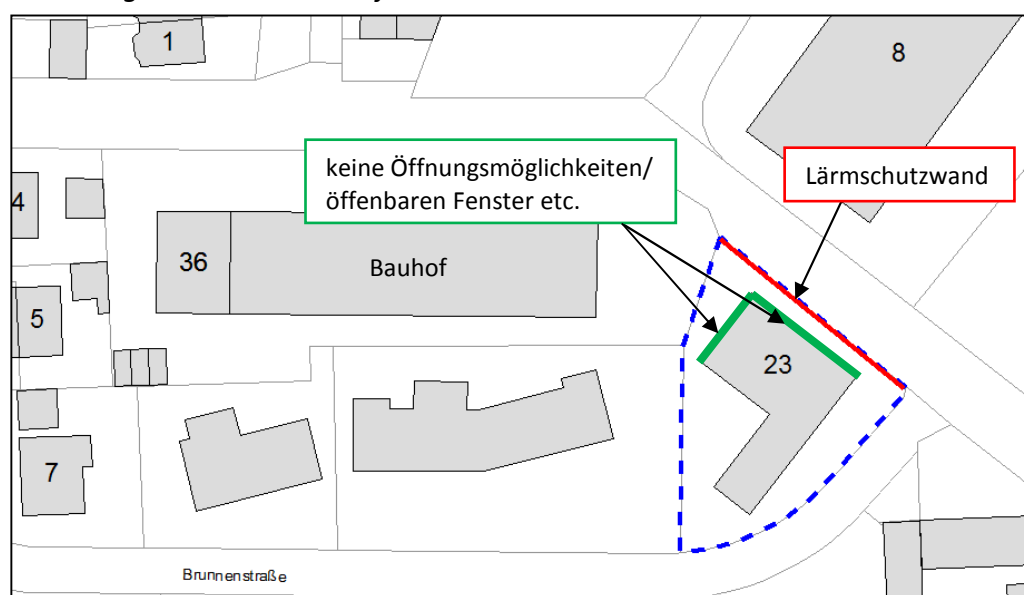 1
8
keine Öffnungsmöglichkeiten/
öffenbaren Fenster etc.
Lärmschutzwand
4
36
Bauhof
5
23
7
Brunnenstraße